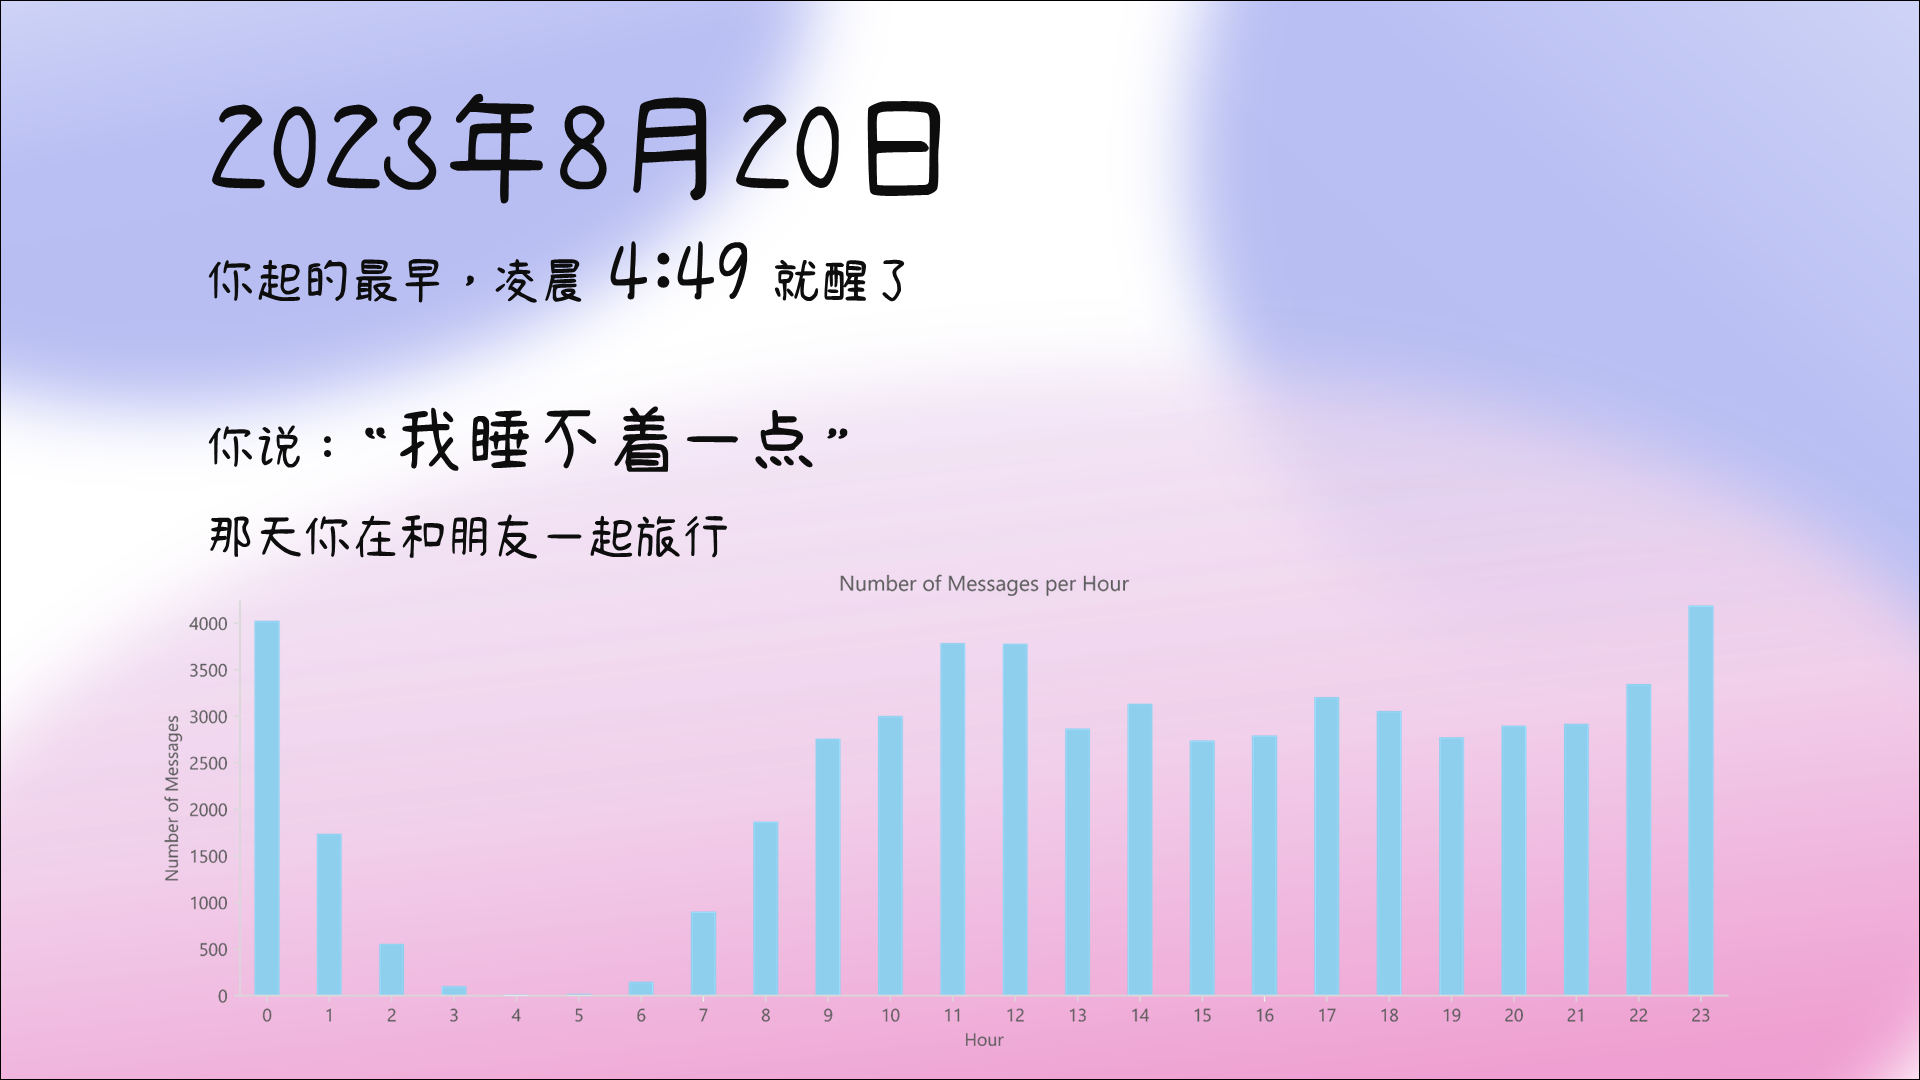 2023年8月20日
你起的最早，凌晨 4:49 就醒了
你说：“我睡不着一点”
那天你在和朋友一起旅行
Number of Messages per Hour
Number of Messages
4000
3500
3000
2500
2000
1500
1000
500
0
0 1 2 3 4 5 6 7 8 9 10 11 12 13 14 15 16 17 18 19 20 21 22 23
Hour